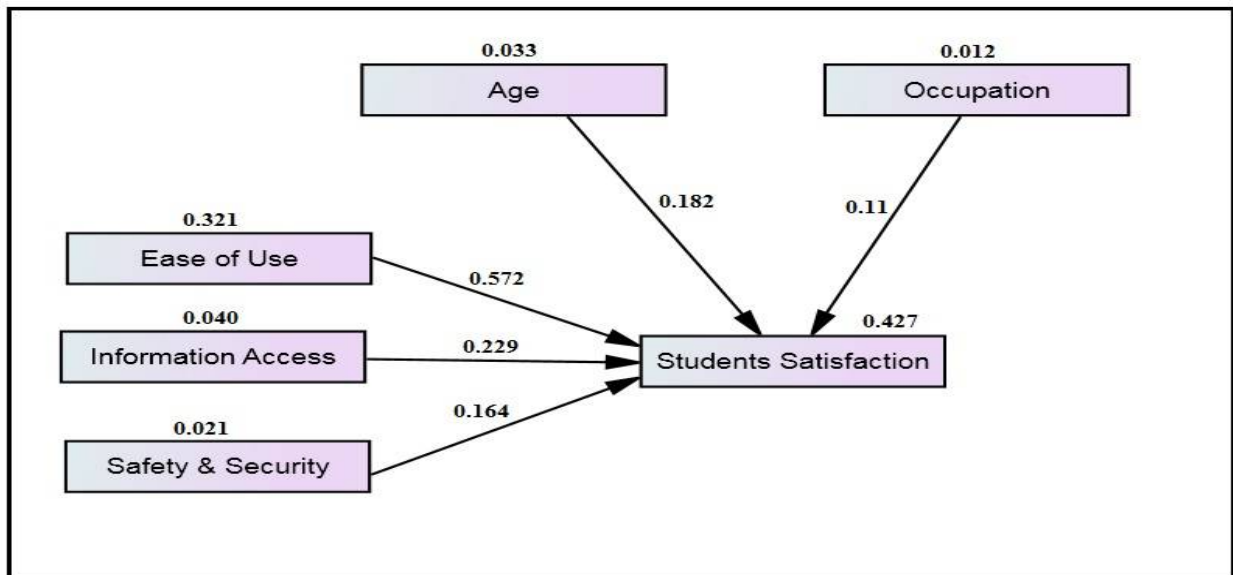 0.033
Age
0.012
Occupation
0.182
0.11
0.321
Ease of Use
0.572
0.040
Information Access
0.229
0.427
Students Satisfaction
0.021
Safety & Security
0.164